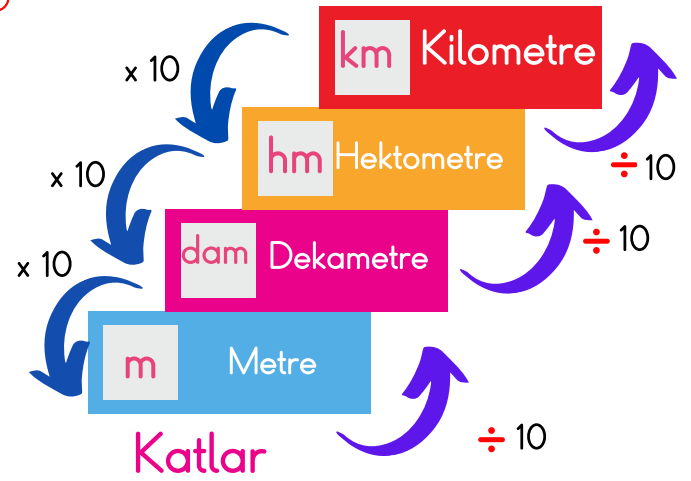 km Kilometre
x 10
hm Hektometre
÷ 10
x 10
dam Dekametre
÷ 10
x 10
m Metre
÷ 10
Katlar